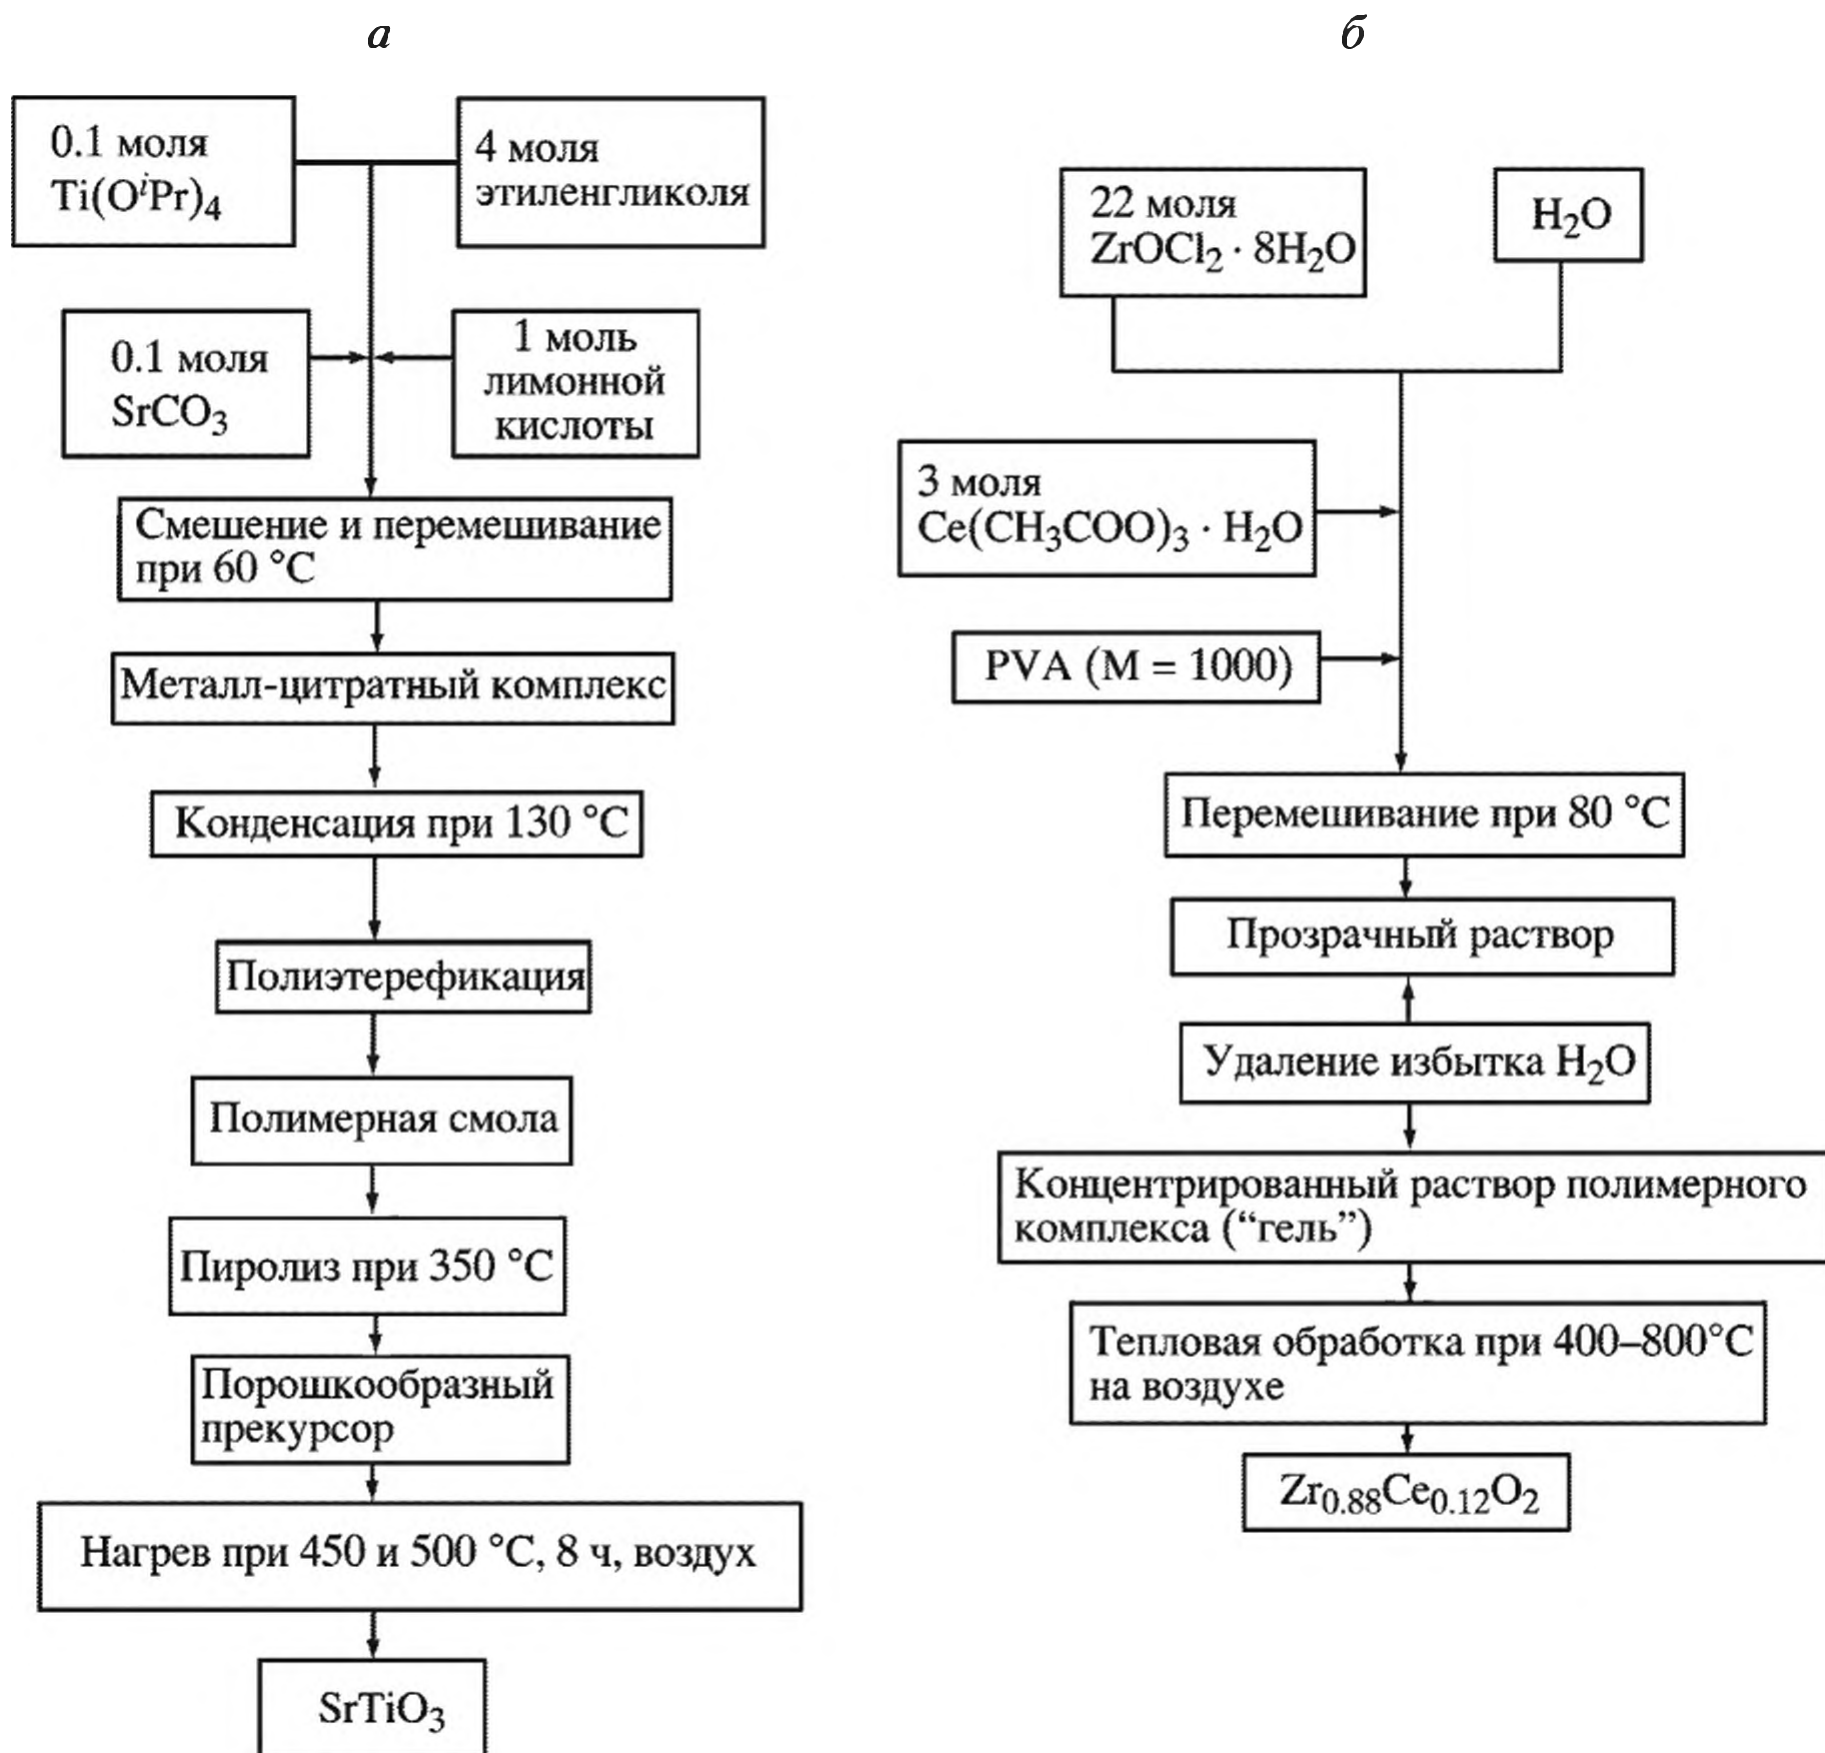 а
0.1 моля
Ti(OⁱPr)₄
4 моля
этиленгликоля
0.1 моля
SrCO₃
1 моль
лимонной
кислоты
Смешение и перемешивание
при 60 °C
Металл-цитратный комплекс
Конденсация при 130 °C
Полиэтерефикация
Полимерная смола
Пиролиз при 350 °C
Порошкообразный
прекурсор
Нагрев при 450 и 500 °C, 8 ч, воздух
SrTiO₃
б
22 моля
ZrOCl₂ · 8H₂O
H₂O
3 моля
Ce(CH₃COO)₃ · H₂O
PVA (M = 1000)
Перемешивание при 80 °C
Прозрачный раствор
Удаление избытка H₂O
Концентрированный раствор полимерного
комплекса (“гель”)
Тепловая обработка при 400–800°C
на воздухе
Zr₀.₈₈Ce₀.₁₂O₂